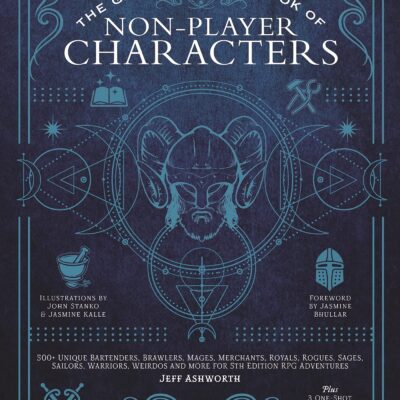 THE
OF
NON-PLAYER
CHARACTERS
ILLUSTRATIONS BY
JOHN STANKO
& JASMINE KALLE
FOREWORD
BY JASMINE
BHULLAR
500+ UNIQUE BARTENDERS, BRAWLERS, MAGES, MERCHANTS, ROYALS, ROGUES, SAGES,
SAILORS, WARRIORS, WEIRDOS AND MORE FOR 5TH EDITION RPG ADVENTURES
JEFF ASHWORTH
Plus
3 ONE-SHOT